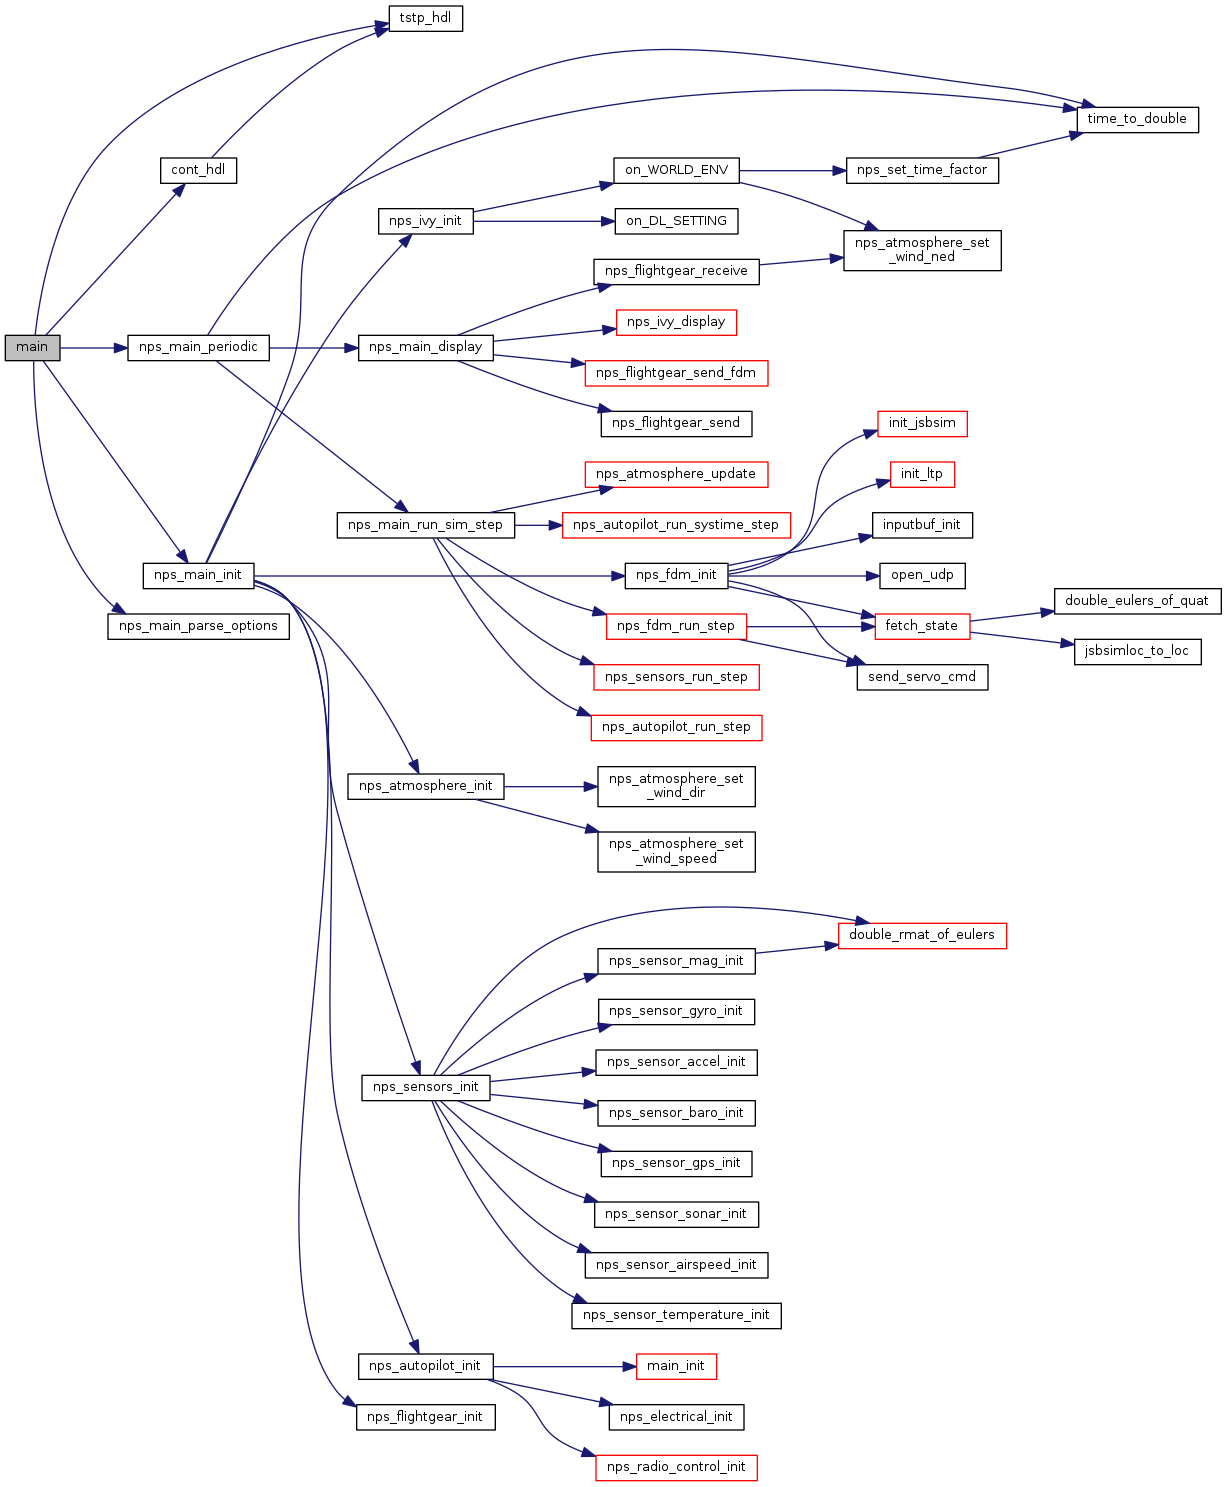 tstp_hdl
time_to_double
cont_hdl
on_WORLD_ENV
nps_set_time_factor
nps_ivy_init
on_DL_SETTING
nps_atmosphere_set
_wind_ned
nps_flightgear_receive
nps_ivy_display
main
nps_main_periodic
nps_main_display
nps_flightgear_send_fdm
nps_flightgear_send
init_jsbsim
nps_atmosphere_update
init_ltp
nps_main_run_sim_step
nps_autopilot_run_systime_step
inputbuf_init
nps_main_init
nps_fdm_init
open_udp
double_eulers_of_quat
nps_main_parse_options
nps_fdm_run_step
fetch_state
jsbsimloc_to_loc
nps_sensors_run_step
send_servo_cmd
nps_autopilot_run_step
nps_atmosphere_init
nps_atmosphere_set
_wind_dir
nps_atmosphere_set
_wind_speed
double_rmat_of_eulers
nps_sensor_mag_init
nps_sensor_gyro_init
nps_sensor_accel_init
nps_sensors_init
nps_sensor_baro_init
nps_sensor_gps_init
nps_sensor_sonar_init
nps_sensor_airspeed_init
nps_sensor_temperature_init
nps_autopilot_init
main_init
nps_flightgear_init
nps_electrical_init
nps_radio_control_init